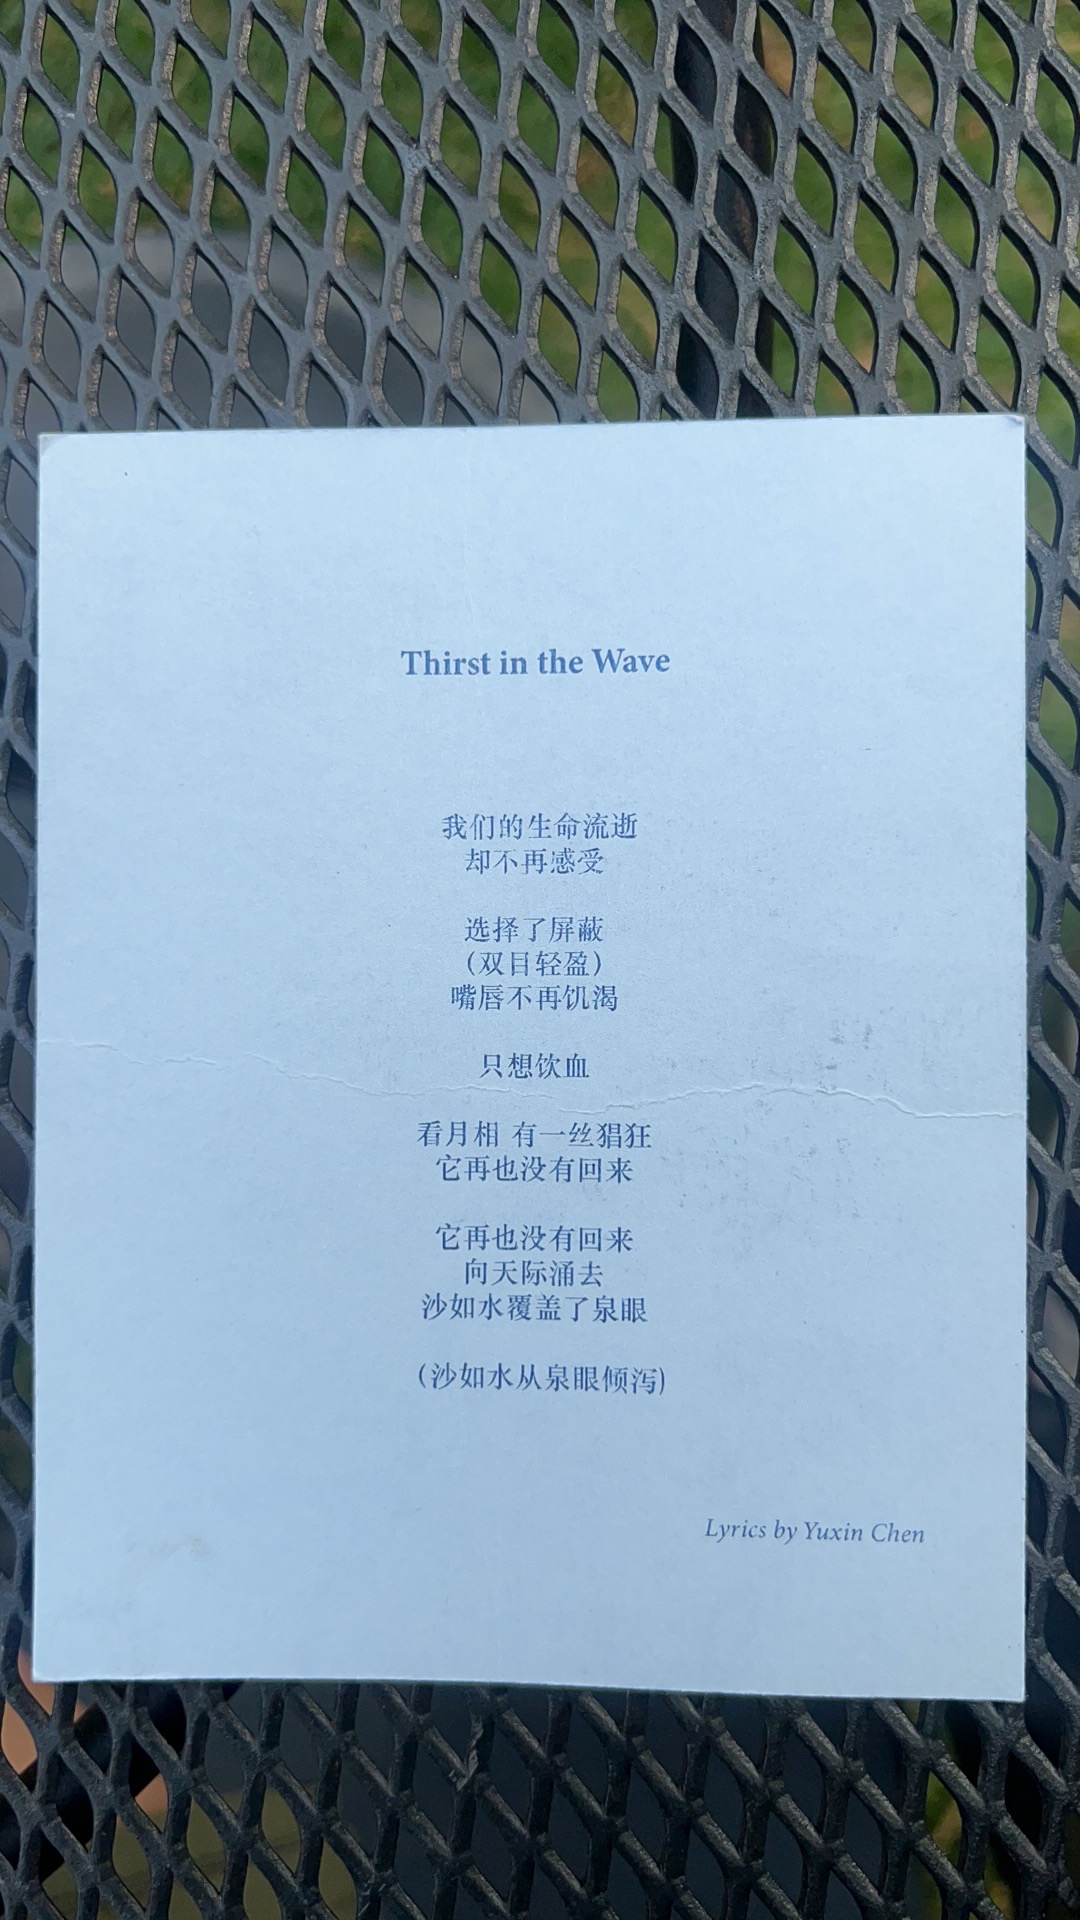 Thirst in the Wave
我们的生命流逝
却不再感受
选择了屏蔽
(双目轻盈)
嘴唇不再饥渴
只想饮血
看月相 有一丝猖狂
它再也没有回来
它再也没有回来
向天际涌去
沙如水覆盖了泉眼
(沙如水从泉眼倾泻)
Lyrics by Yuxin Chen